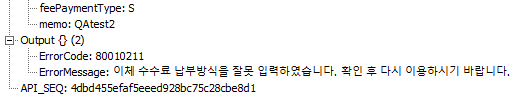 feePaymentType: S
memo: QAtest2
Output {} (2)
ErrorCode: 80010211
ErrorMessage: 이체 수수료 납부방식을 잘못 입력하였습니다. 확인 후 다시 이용하시기 바랍니다.
API_SEQ: 4dbd455efaf5eeed928bc75c28cbe8d1